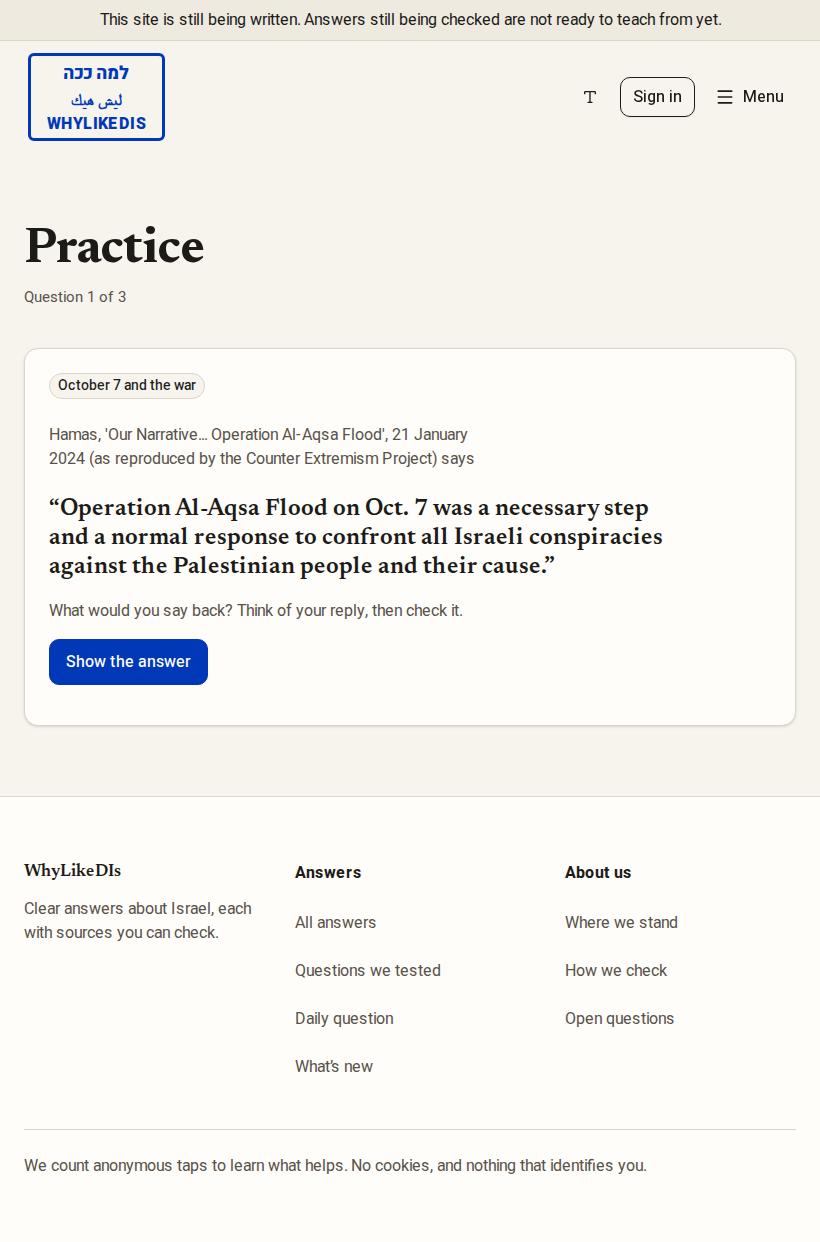 This site is still being written. Answers still being checked are not ready to teach from yet.
למה ככה
ليش هيك
WHYLIKEDIS
T
Sign in
Menu
Practice
Question 1 of 3
October 7 and the war
Hamas, 'Our Narrative... Operation Al-Aqsa Flood', 21 January
2024 (as reproduced by the Counter Extremism Project) says
“Operation Al-Aqsa Flood on Oct. 7 was a necessary step
and a normal response to confront all Israeli conspiracies
against the Palestinian people and their cause.”
What would you say back? Think of your reply, then check it.
Show the answer
WhyLikeDIs
Clear answers about Israel, each
with sources you can check.
Answers
All answers
Questions we tested
Daily question
What's new
About us
Where we stand
How we check
Open questions
We count anonymous taps to learn what helps. No cookies, and nothing that identifies you.